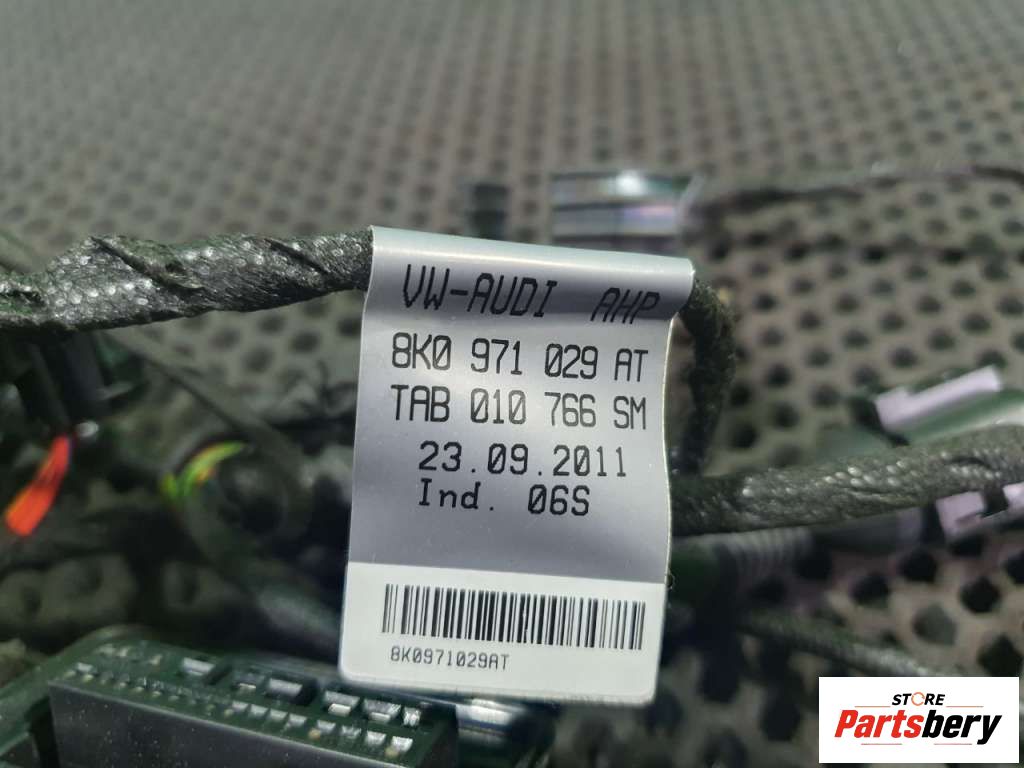 VW-AUDI AHP
8K0 971 029 AT
TAB 010 766 SM
23.09.2011
Ind. 06S
8K0971029AT
STORE
Partsbery